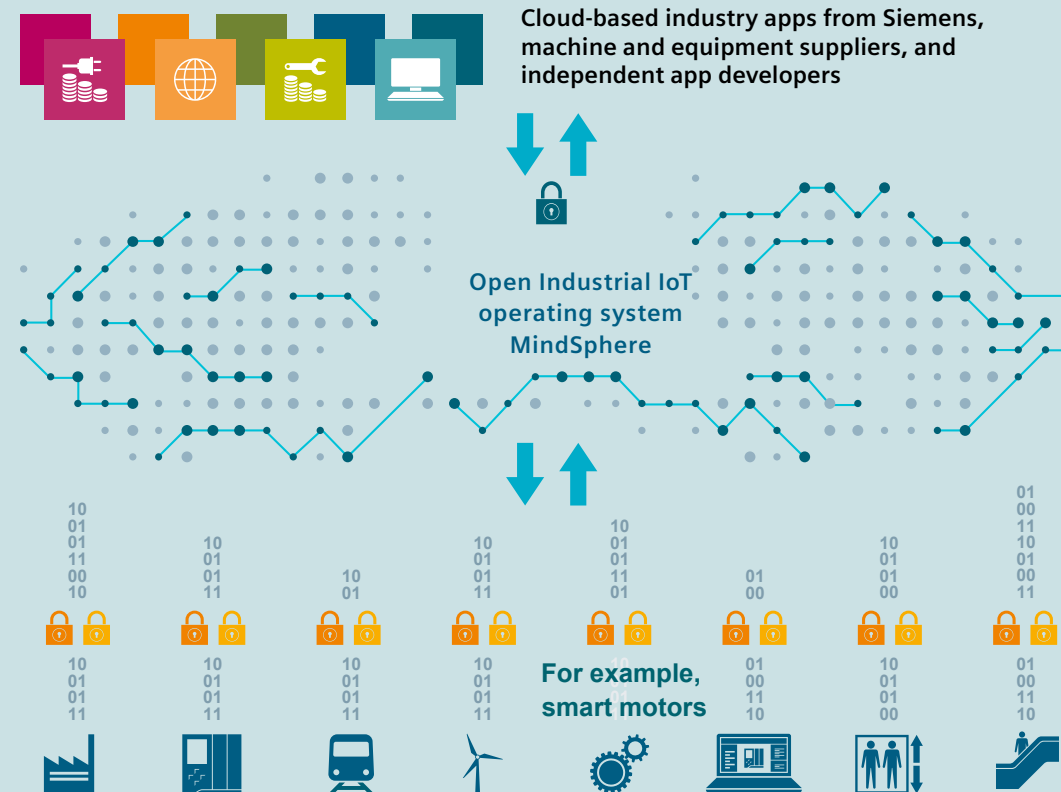 Cloud-based industry apps from Siemens,
machine and equipment suppliers, and
independent app developers
Open Industrial IoT
operating system
MindSphere
01
10 00
01 10 11
01 10 10 01 10 10
11 01 01 01 01 01
00 01 10 01 11 01 01 00
10 11 01 11 01 00 00 11
10 10 10 10 01 10 01
01 01 01 01 00 01 00
01 01 01 01 11 01 11
11 11 11 11 10 00 10
For example,
smart motors